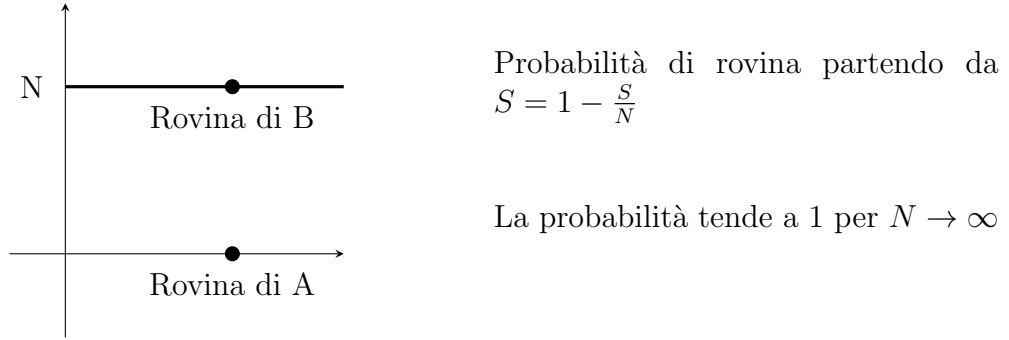 N
Rovina di B
Rovina di A
Probabilità di rovina partendo da
S = 1 − S/N
La probabilità tende a 1 per N → ∞